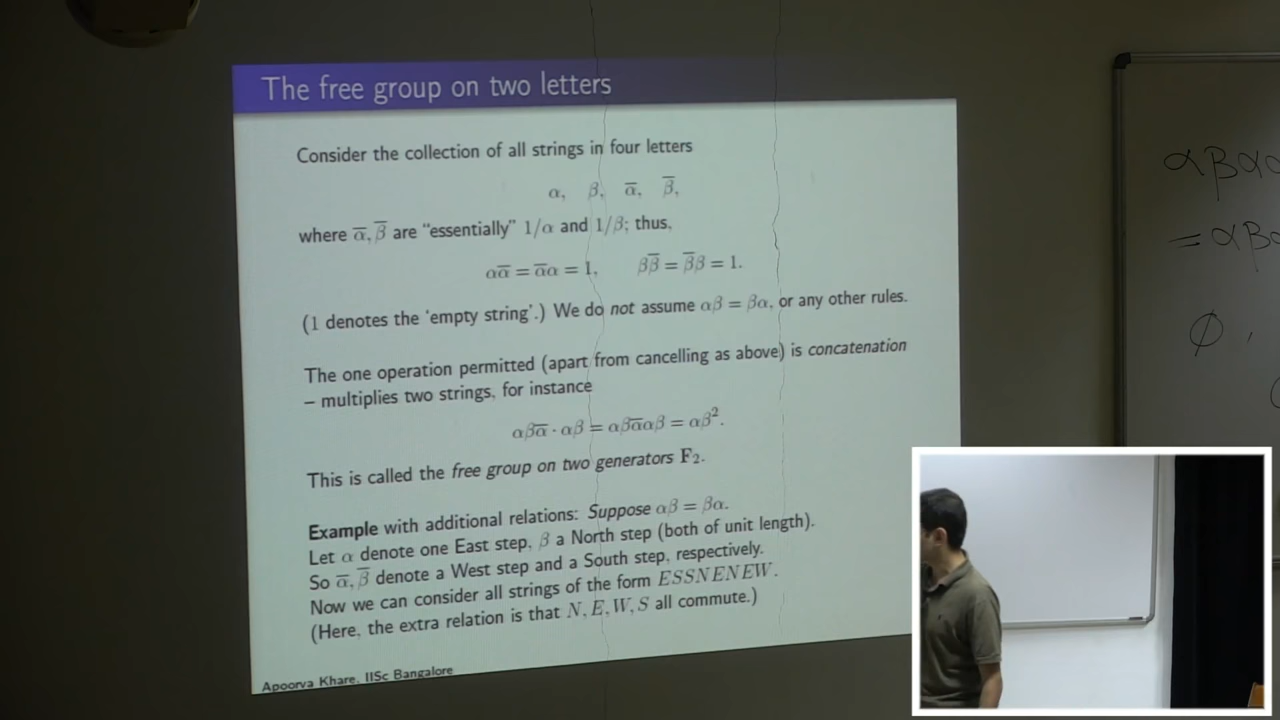 The free group on two letters
Consider the collection of all strings in four letters
α, β, ᾱ, β̄,
where ᾱ, β̄ are “essentially” 1/α and 1/β; thus,
αᾱ = ᾱα = 1, ββ̄ = β̄β = 1.
(1 denotes the ‘empty string’.) We do not assume αβ = βα, or any other rules.
The one operation permitted (apart from cancelling as above) is concatenation
– multiplies two strings, for instance
αβᾱ · αβ = αβᾱαβ = αβ².
This is called the free group on two generators F₂.
Example with additional relations: Suppose αβ = βα.
Let α denote one East step, β a North step (both of unit length).
So ᾱ, β̄ denote a West step and a South step, respectively.
Now we can consider all strings of the form ESSNENEW.
(Here, the extra relation is that N, E, W, S all commute.)
Apoorva Khare, IISc Bangalore
αβα
= αβ
∅,